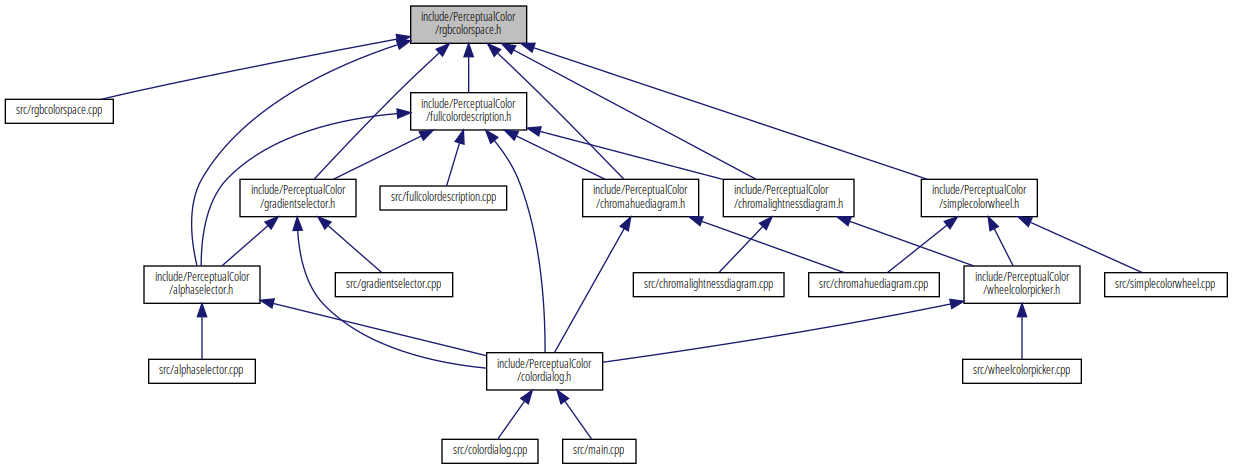 include/PerceptualColor
/rgbcolorspace.h
src/rgbcolorspace.cpp
include/PerceptualColor
/fullcolordescription.h
include/PerceptualColor
/gradientselector.h
src/fullcolordescription.cpp
include/PerceptualColor
/chromahuediagram.h
include/PerceptualColor
/chromalightnessdiagram.h
include/PerceptualColor
/simplecolorwheel.h
include/PerceptualColor
/alphaselector.h
src/gradientselector.cpp
src/chromalightnessdiagram.cpp
src/chromahuediagram.cpp
include/PerceptualColor
/wheelcolorpicker.h
src/simplecolorwheel.cpp
src/alphaselector.cpp
include/PerceptualColor
/colordialog.h
src/wheelcolorpicker.cpp
src/colordialog.cpp
src/main.cpp